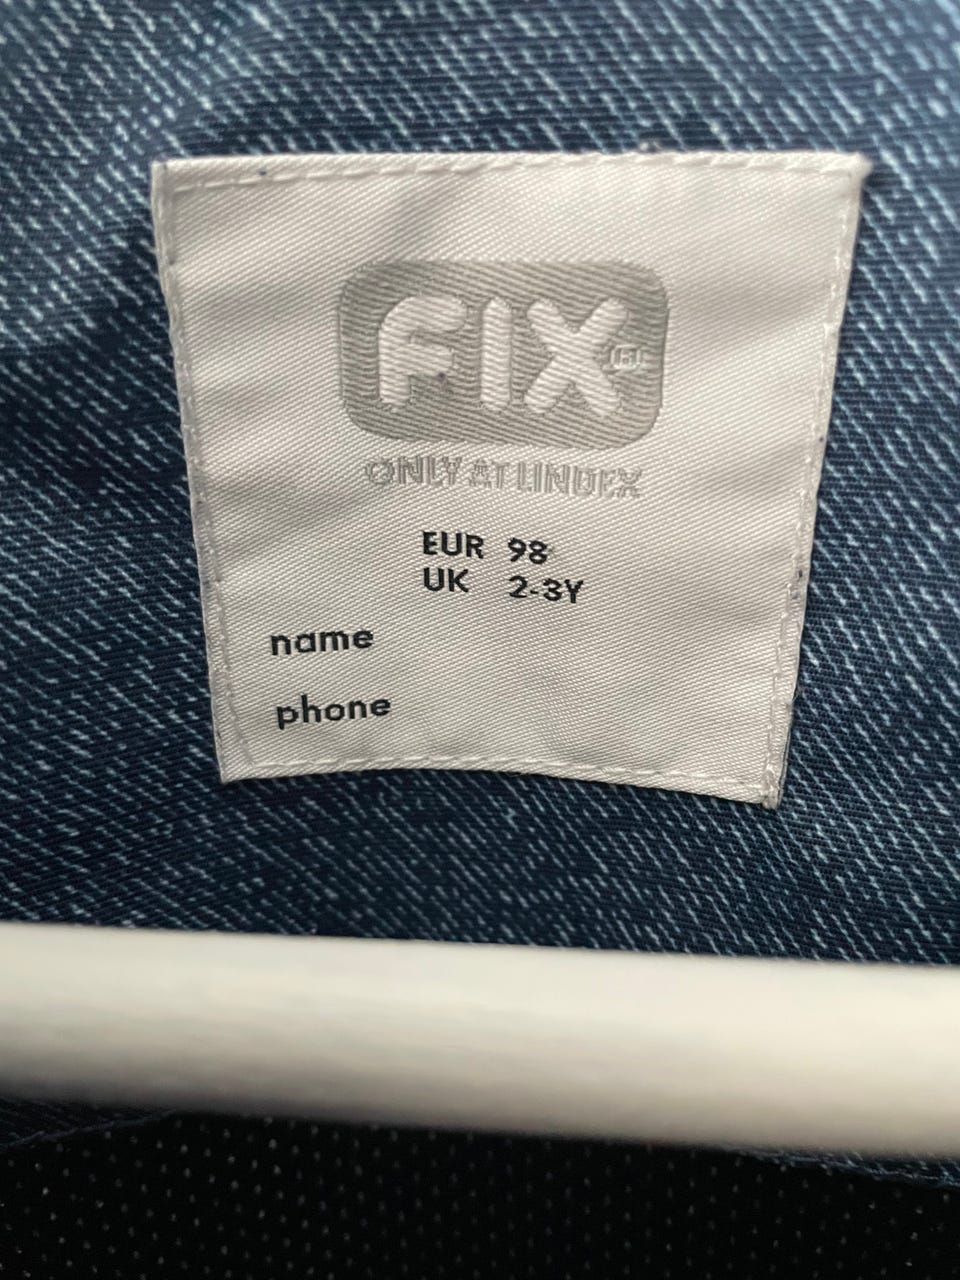 FIX®
ONLY AT LINDEX
EUR 98
UK 2-3Y
name
phone